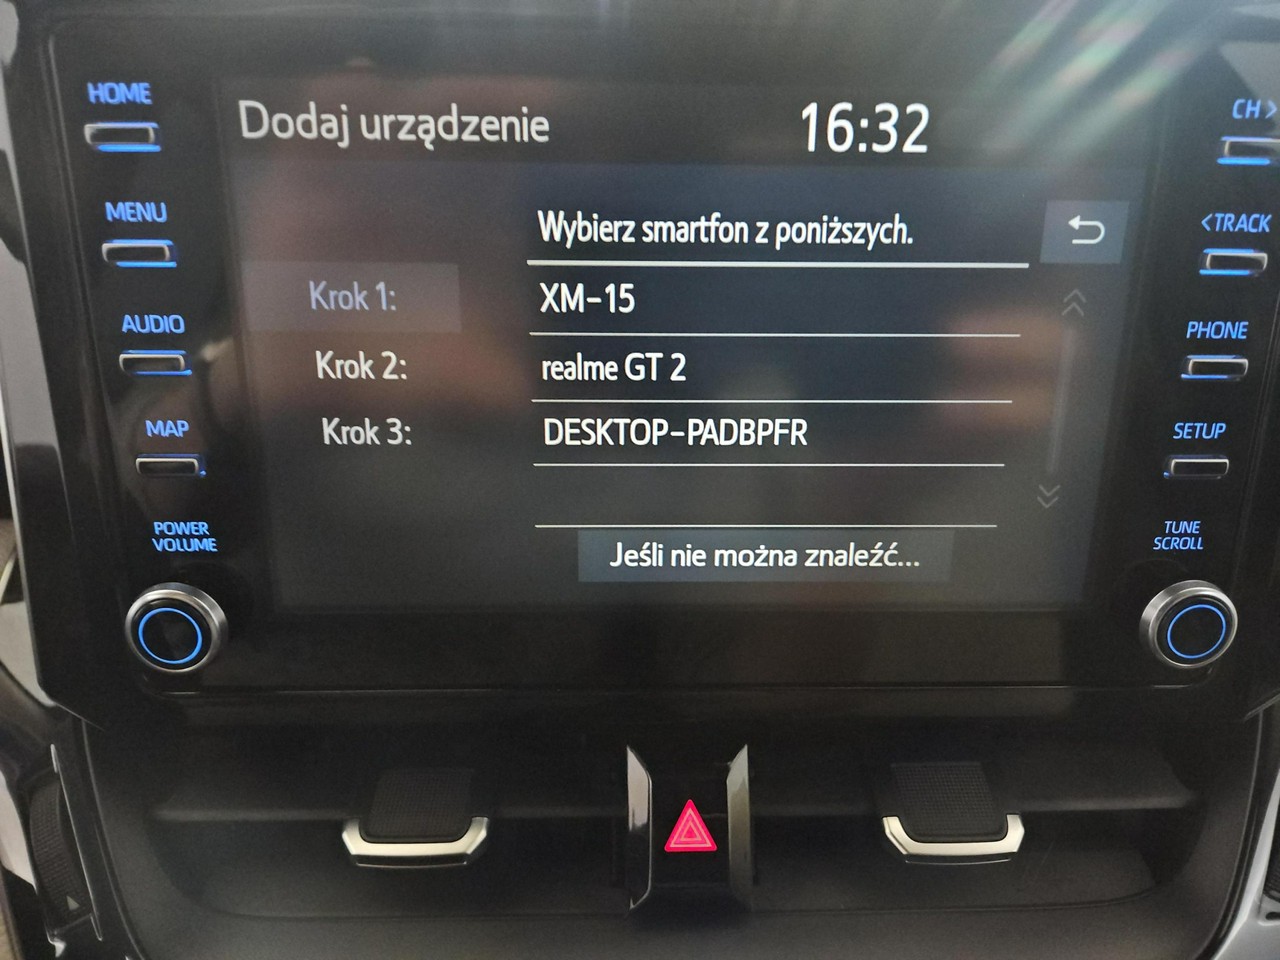 HOME
Dodaj urządzenie
16:32
CH >
MENU
Wybierz smartfon z poniższych.
<TRACK
Krok 1:
XM-15
AUDIO
PHONE
Krok 2:
realme GT 2
MAP
Krok 3:
DESKTOP-PADBPFR
SETUP
POWER
VOLUME
TUNE
SCROLL
Jeśli nie można znaleźć...